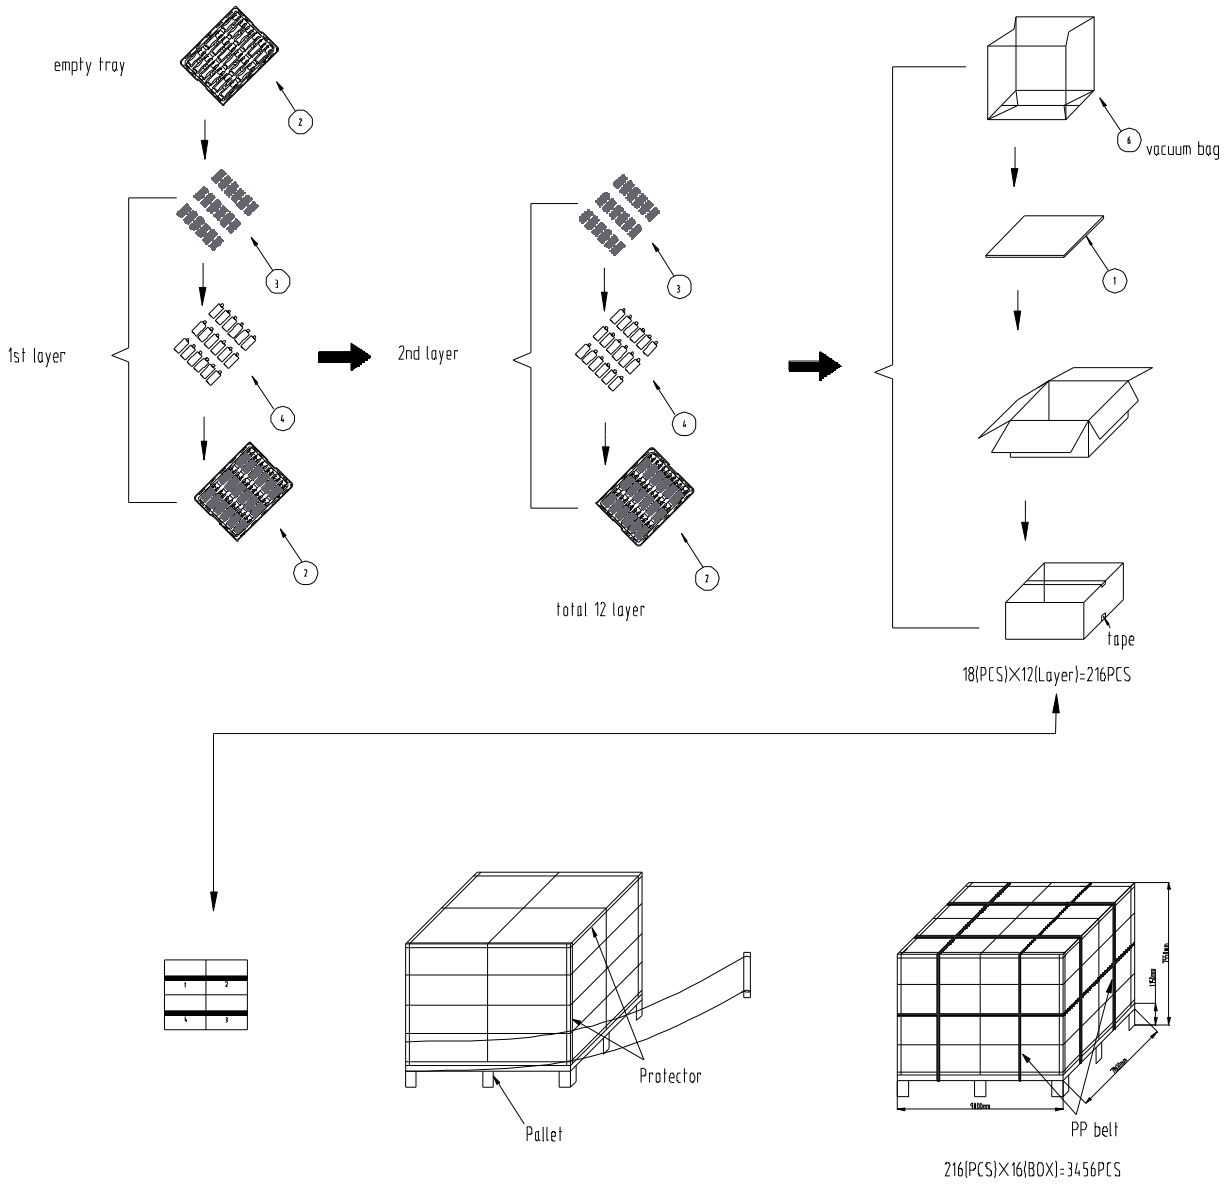 empty tray
2
6
vacuum bag
3
3
1
1st layer
2nd layer
4
4
2
2
total 12 layer
tape
18(PCS)X12(Layer)=216PCS
1
2
4
3
Protector
Pallet
PP belt
216(PCS)X16(BOX)=3456PCS